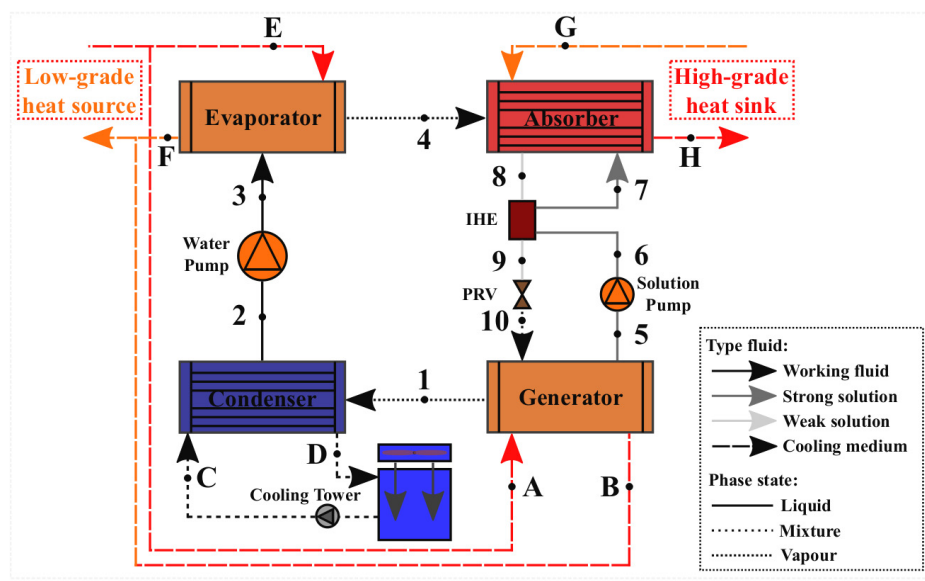 E
G
Low-grade
heat source
High-grade
heat sink
Evaporator
Absorber
4
F
H
8
7
3
IHE
Water
Pump
9
6
PRV
Solution
Pump
10
2
5
Type fluid:
Working fluid
Strong solution
Weak solution
Cooling medium
Phase state:
Liquid
Mixture
Vapour
1
Condenser
Generator
D
C
A
B
Cooling Tower